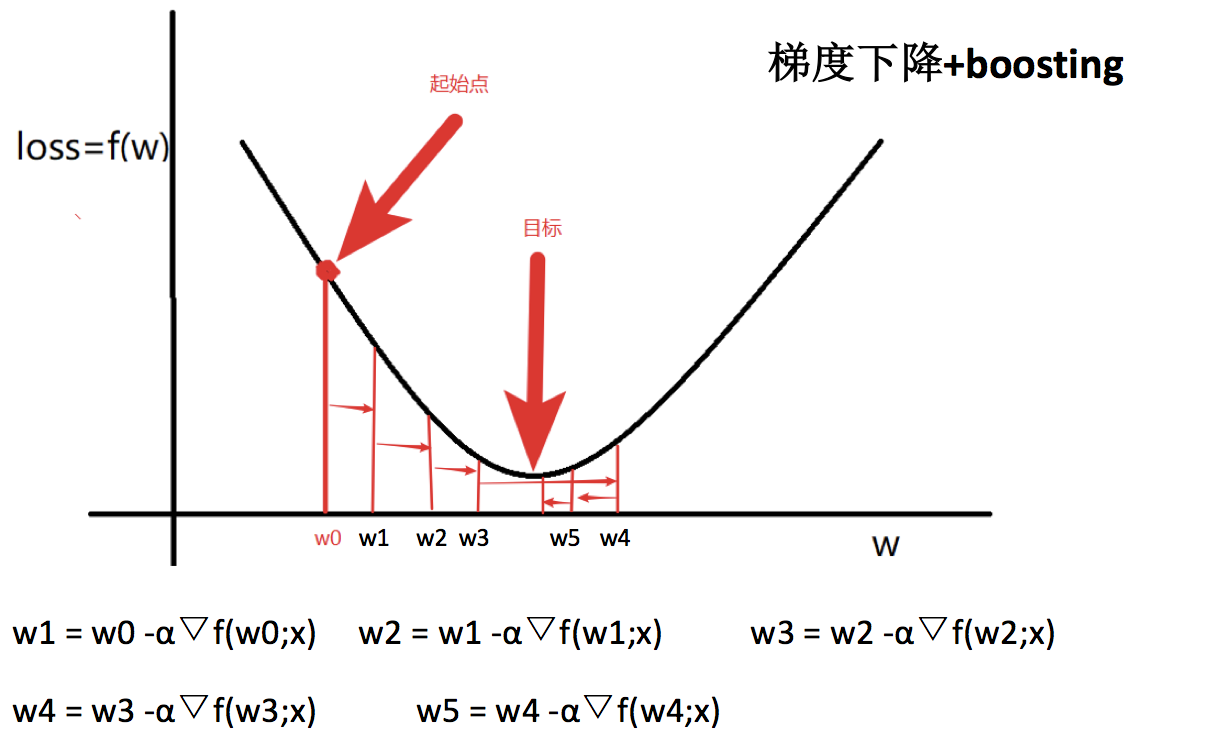 梯度下降+boosting
起始点
loss=f(w)
目标
w0 w1 w2 w3 w5 w4
w
w1 = w0 -α▽f(w0;x) w2 = w1 -α▽f(w1;x) w3 = w2 -α▽f(w2;x)
w4 = w3 -α▽f(w3;x) w5 = w4 -α▽f(w4;x)